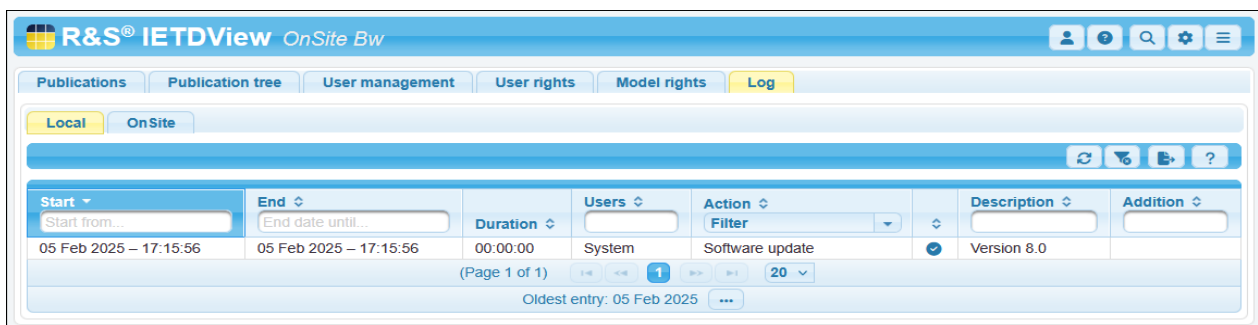 R&S® IETDView OnSite Bw
Publications Publication tree User management User rights Model rights Log
Local OnSite
?
Start End Duration Users Action Description Addition
Start from... End date until... Filter
05 Feb 2025 – 17:15:56 05 Feb 2025 – 17:15:56 00:00:00 System Software update Version 8.0
(Page 1 of 1) 1 20
Oldest entry: 05 Feb 2025 ...